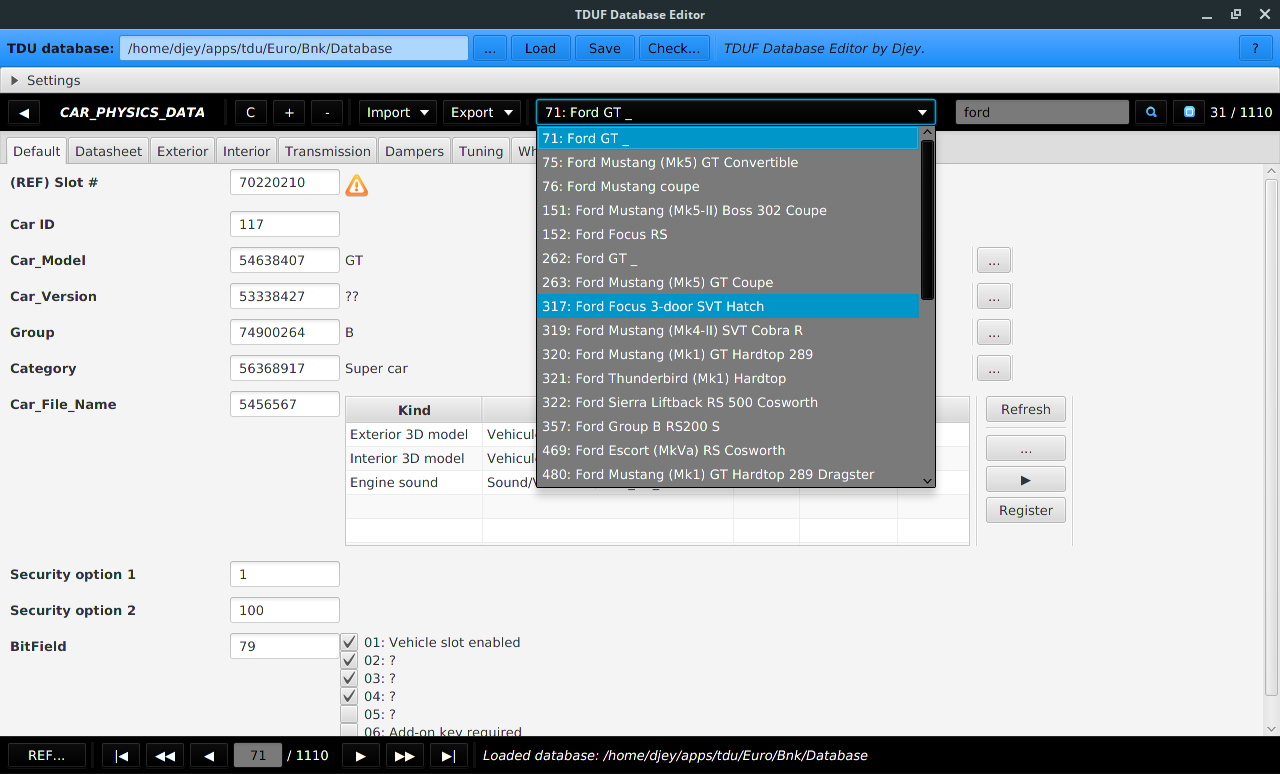 TDUF Database Editor
TDU database: /home/djey/apps/tdu/Euro/Bnk/Database ... Load Save Check... TDUF Database Editor by Djey. ?
Settings
CAR_PHYSICS_DATA C + - Import Export 71: Ford GT _ ford 31 / 1110
Default Datasheet Exterior Interior Transmission Dampers Tuning
71: Ford GT _
75: Ford Mustang (Mk5) GT Convertible
76: Ford Mustang coupe
151: Ford Mustang (Mk5-II) Boss 302 Coupe
152: Ford Focus RS
262: Ford GT _
263: Ford Mustang (Mk5) GT Coupe
317: Ford Focus 3-door SVT Hatch
319: Ford Mustang (Mk4-II) SVT Cobra R
320: Ford Mustang (Mk1) GT Hardtop 289
321: Ford Thunderbird (Mk1) Hardtop
322: Ford Sierra Liftback RS 500 Cosworth
357: Ford Group B RS200 S
469: Ford Escort (MkVa) RS Cosworth
480: Ford Mustang (Mk1) GT Hardtop 289 Dragster
(REF) Slot # 70220210
Car ID 117
Car_Model 54638407 GT ...
Car_Version 53338427 ?? ...
Group 74900264 B ...
Category 56368917 Super car ...
Car_File_Name 5456567
Kind
Exterior 3D model
Interior 3D model
Engine sound
Refresh
...
Register
Security option 1 1
Security option 2 100
BitField 79
01: Vehicle slot enabled
02: ?
03: ?
04: ?
05: ?
06: Add-on key required
REF... 71 / 1110 Loaded database: /home/djey/apps/tdu/Euro/Bnk/Database